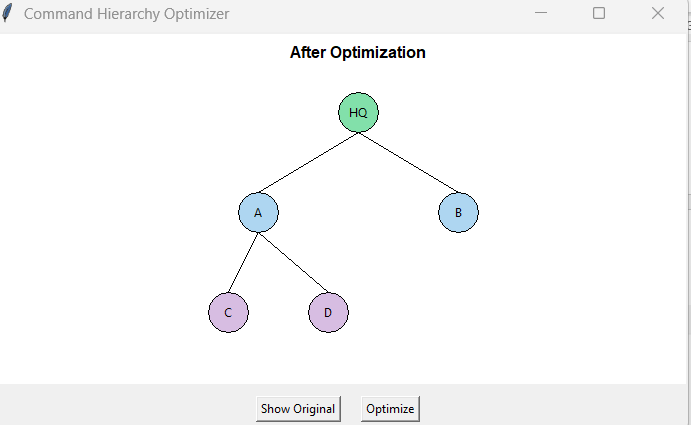 Command Hierarchy Optimizer
After Optimization
HQ
A
B
C
D
Show Original
Optimize